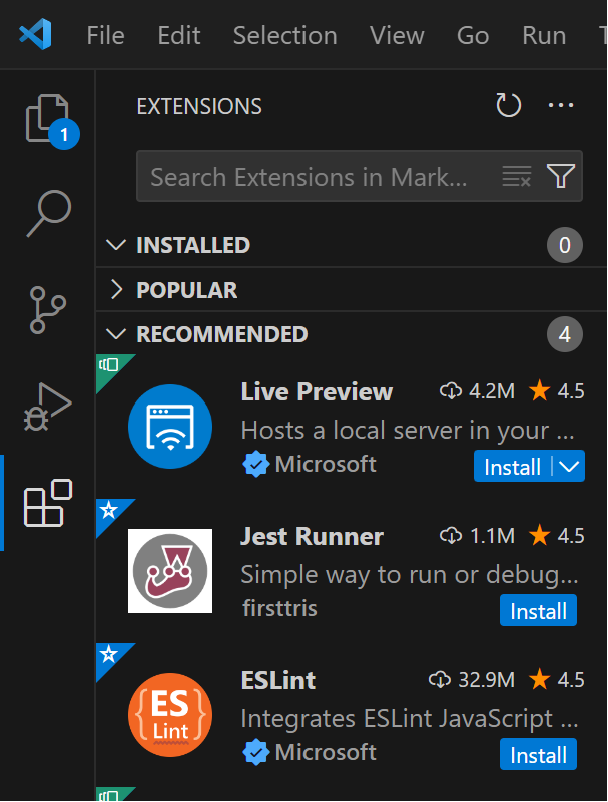 File Edit Selection View Go Run
1
EXTENSIONS
Search Extensions in Mark...
INSTALLED 0
POPULAR
RECOMMENDED 4
Live Preview 4.2M 4.5
Hosts a local server in your ...
Microsoft Install
Jest Runner 1.1M 4.5
Simple way to run or debug...
firsttris Install
ESLint 32.9M 4.5
{ES
Lint}
Integrates ESLint JavaScript ...
Microsoft Install